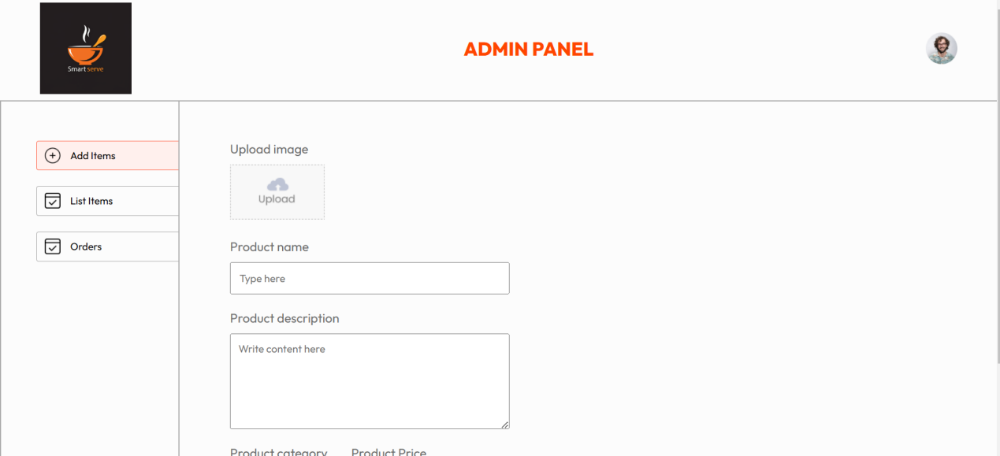 Smart serve
ADMIN PANEL
Add Items
List Items
Orders
Upload image
Upload
Product name
Type here
Product description
Write content here
Product category Product Price